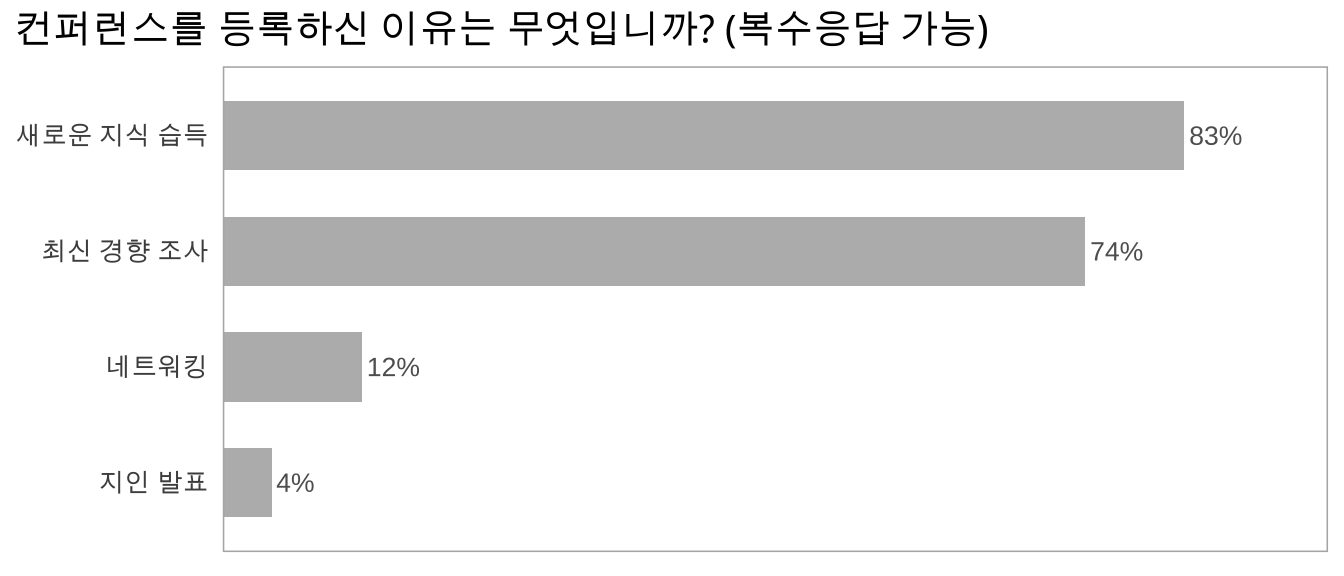 컨퍼런스를 등록하신 이유는 무엇입니까? (복수응답 가능)
새로운 지식 습득 83%
최신 경향 조사 74%
네트워킹 12%
지인 발표 4%